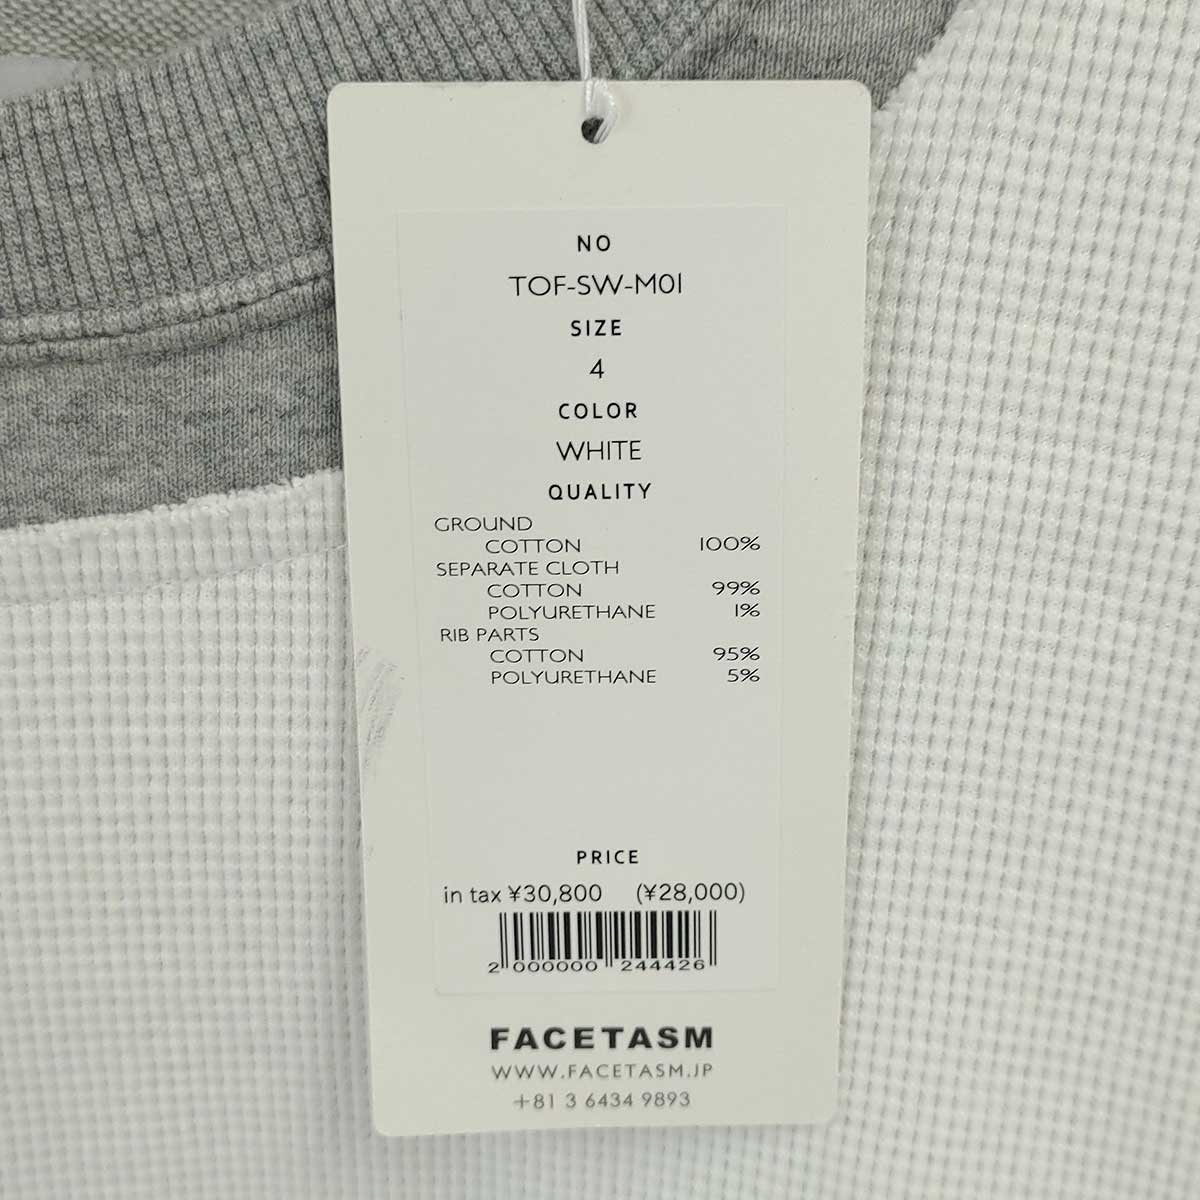 NO
TOF-SW-M01
SIZE
4
COLOR
WHITE
QUALITY
GROUND
COTTON 100%
SEPARATE CLOTH
COTTON 99%
POLYURETHANE 1%
RIB PARTS
COTTON 95%
POLYURETHANE 5%
PRICE
in tax ¥30,800 (¥28,000)
2 000000 244426
FACETASM
WWW.FACETASM.JP
+81 3 6434 9893